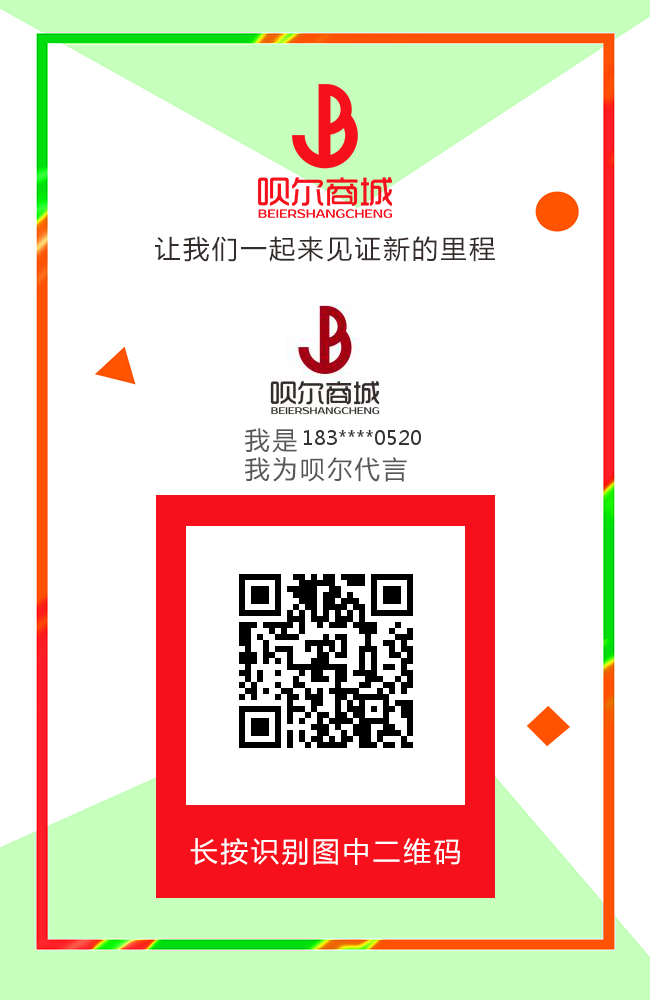 呗尔商城
BEIERSHANGCHENG
让我们一起来见证新的里程
呗尔商城
BEIERSHANGCHENG
我是 183****0520
我为呗尔代言
长按识别图中二维码